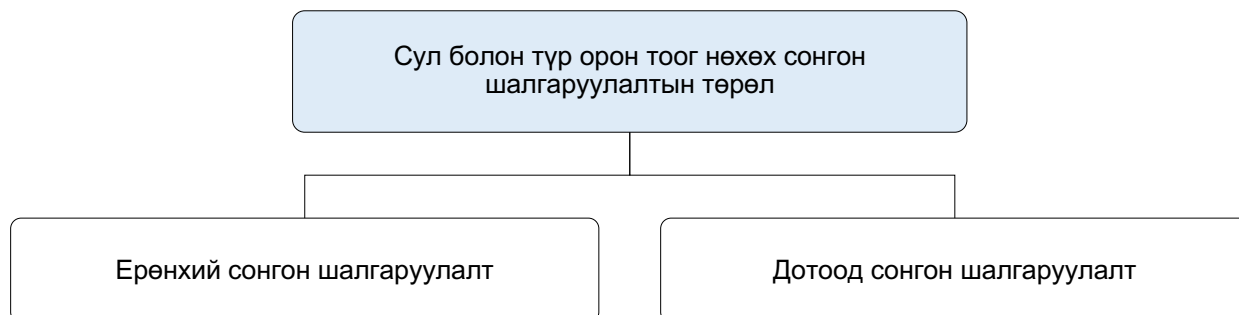 Сул болон түр орон тоог нөхөх сонгон
шалгаруулалтын төрөл
Ерөнхий сонгон шалгаруулалт
Дотоод сонгон шалгаруулалт